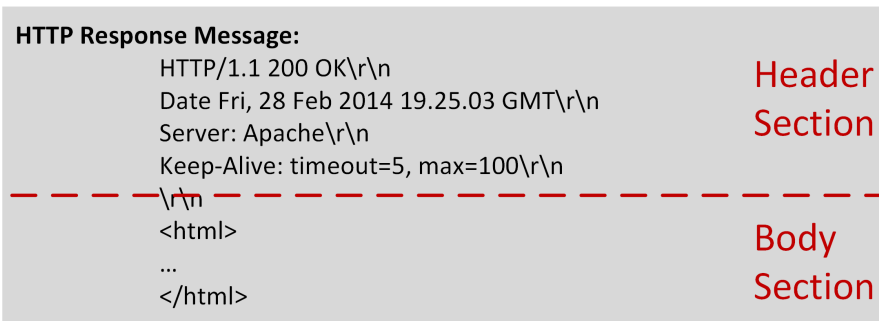 HTTP Response Message:
HTTP/1.1 200 OK\r\n
Date Fri, 28 Feb 2014 19.25.03 GMT\r\n
Server: Apache\r\n
Keep-Alive: timeout=5, max=100\r\n
\r\n
Header
Section
<html>
...
</html>
Body
Section